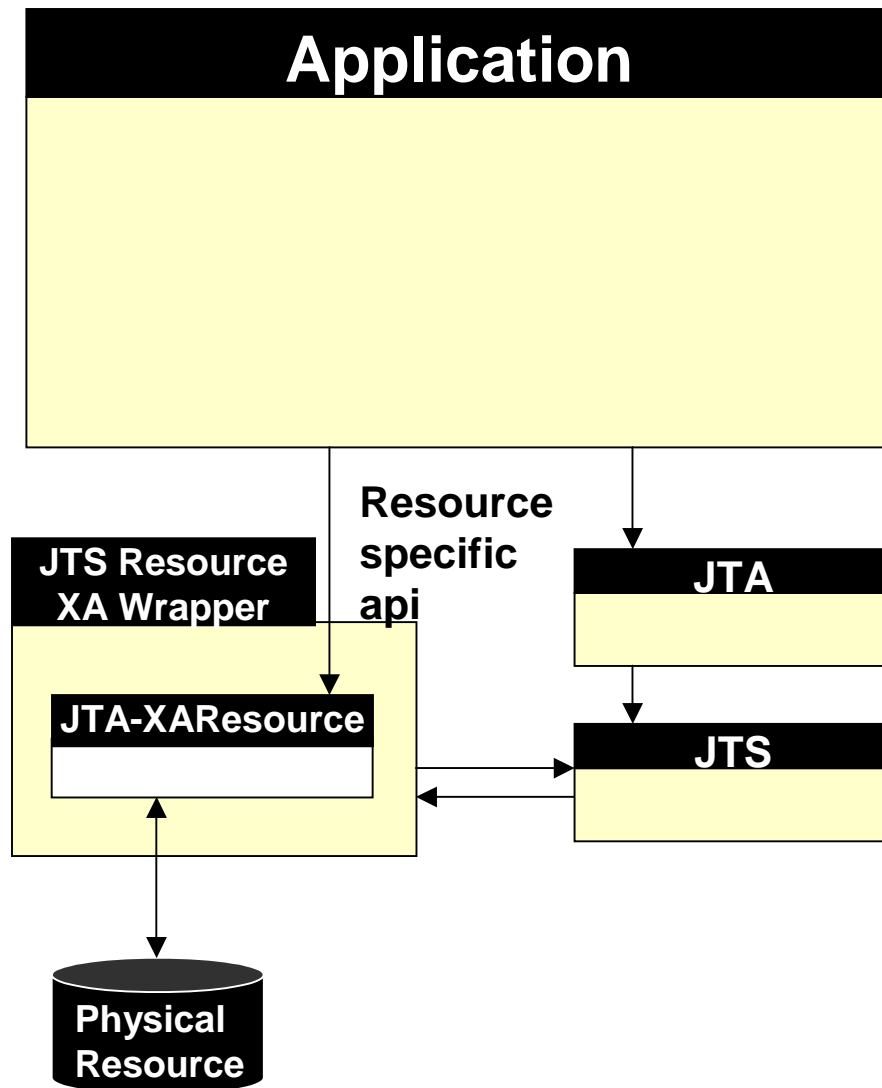 Application
Resource
specific
api
JTS Resource
XA Wrapper
JTA
JTA-XAResource
JTS
Physical
Resource